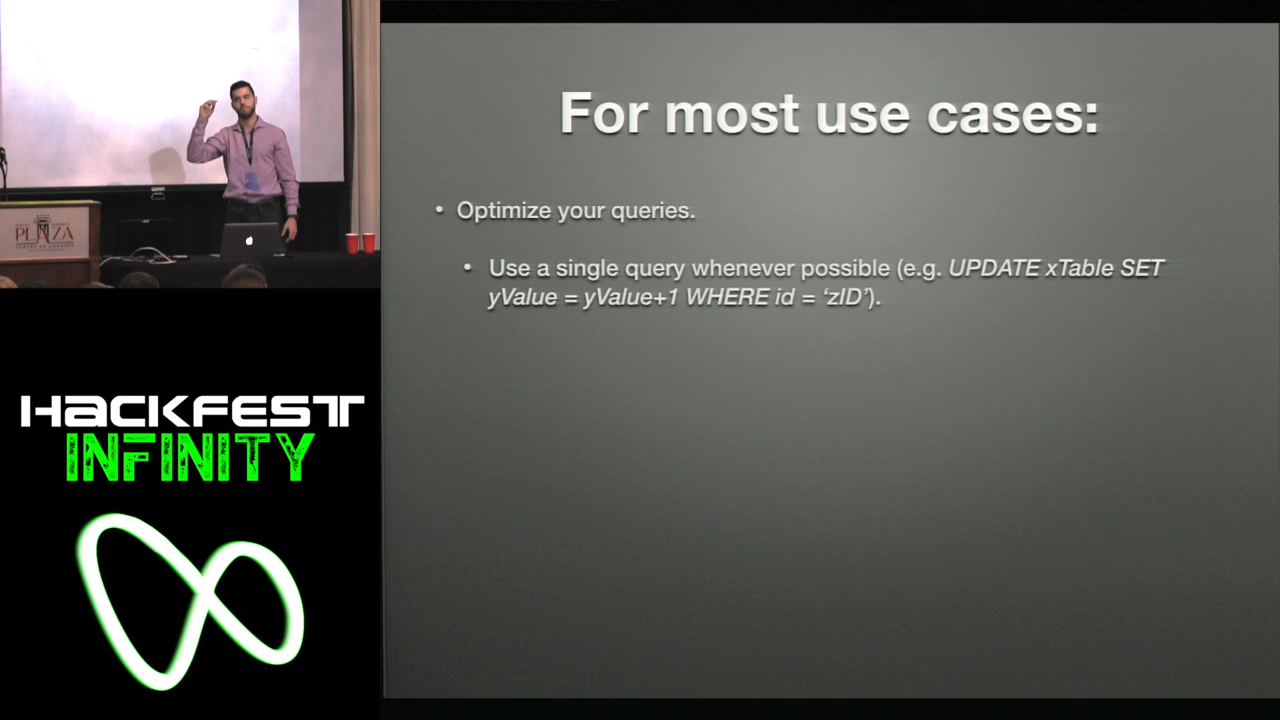 PLAZA
HACKFEST
INFINITY
For most use cases:
• Optimize your queries.
• Use a single query whenever possible (e.g. UPDATE xTable SET
yValue = yValue+1 WHERE id = ‘zID’).